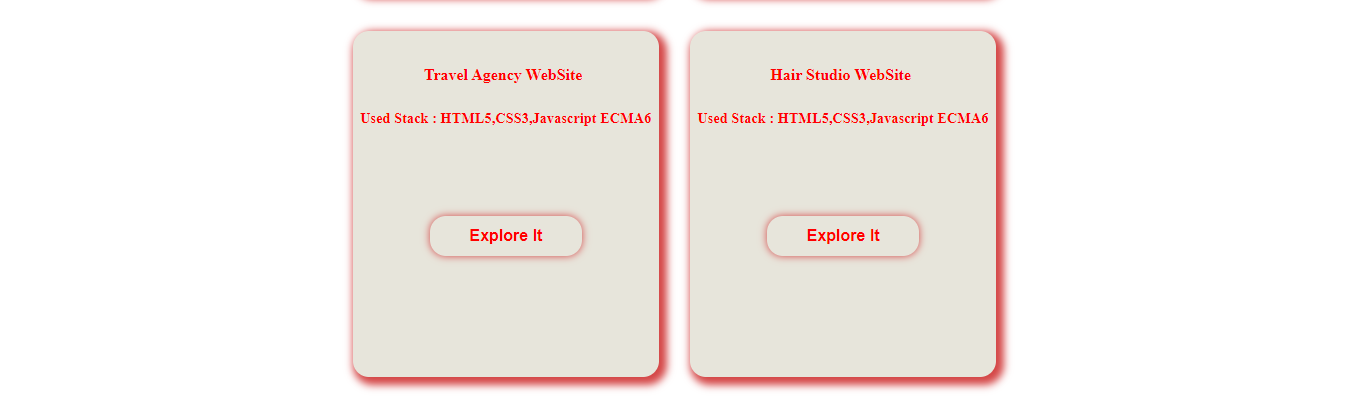 Travel Agency WebSite
Used Stack : HTML5,CSS3,Javascript ECMA6
Explore It
Hair Studio WebSite
Used Stack : HTML5,CSS3,Javascript ECMA6
Explore It